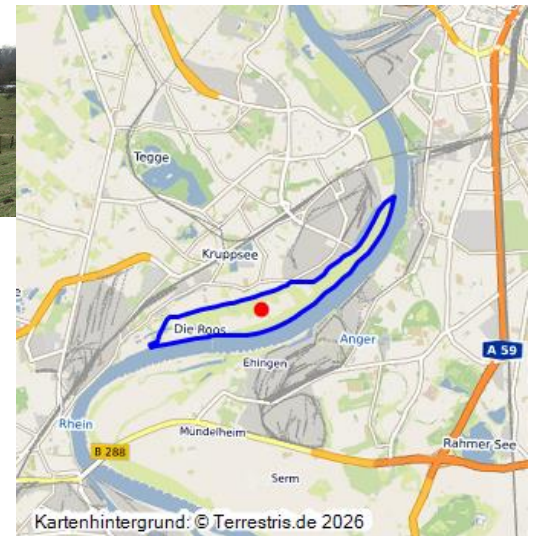 Tegge
Kruppsee
Die Roos
Anger
A 59
Ehingen
Rhein
Mündelheim
Rahmer See
B 288
Serm
Kartenhintergrund: © Terrestris.de 2026